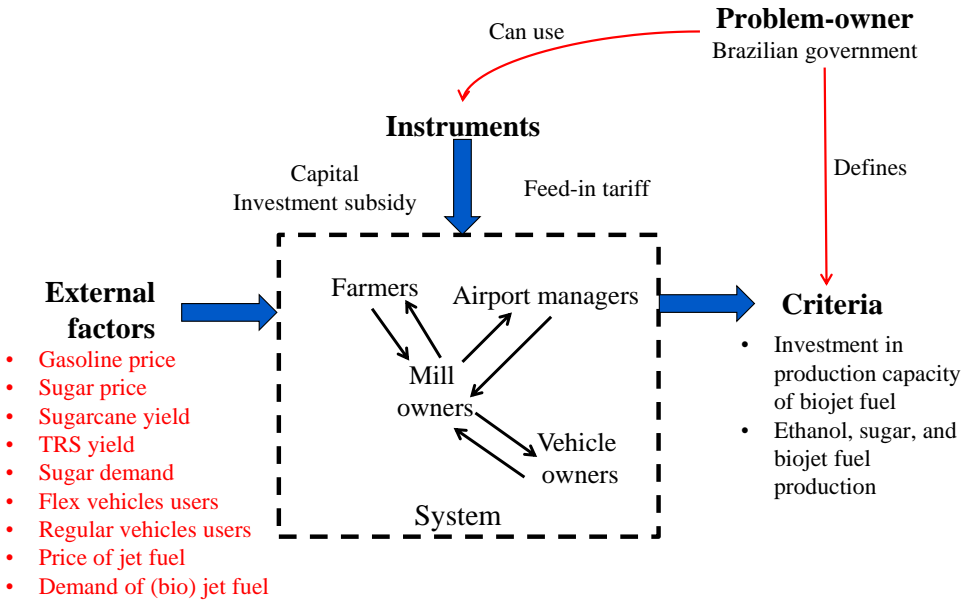 Problem-owner
Brazilian government
Can use
Instruments
Defines
Capital
Investment subsidy
Feed-in tariff
External
factors
• Gasoline price
• Sugar price
• Sugarcane yield
• TRS yield
• Sugar demand
• Flex vehicles users
• Regular vehicles users
• Price of jet fuel
• Demand of (bio) jet fuel
Farmers
Airport managers
Mill
owners
Vehicle
owners
System
Criteria
• Investment in
production capacity
of biojet fuel
• Ethanol, sugar, and
biojet fuel
production